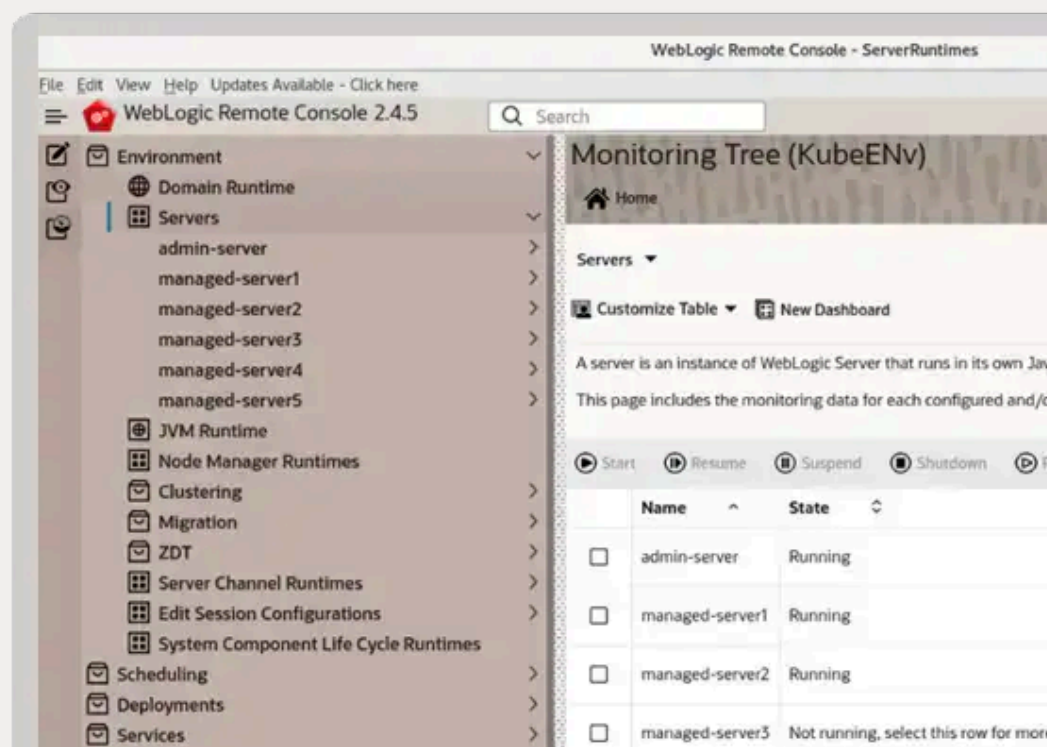 WebLogic Remote Console - ServerRuntimes
File Edit View Help Updates Available - Click here
WebLogic Remote Console 2.4.5
Search
Environment
Domain Runtime
Servers
admin-server
managed-server1
managed-server2
managed-server3
managed-server4
managed-server5
JVM Runtime
Node Manager Runtimes
Clustering
Migration
ZDT
Server Channel Runtimes
Edit Session Configurations
System Component Life Cycle Runtimes
Scheduling
Deployments
Services
Monitoring Tree (KubeENv)
Home
Servers
Customize Table New Dashboard
A server is an instance of WebLogic Server that runs in its own
This page includes the monitoring data for each configured
Start Resume Suspend Shutdown
Name State
admin-server Running
managed-server1 Running
managed-server2 Running
managed-server3 Not running, select this row for